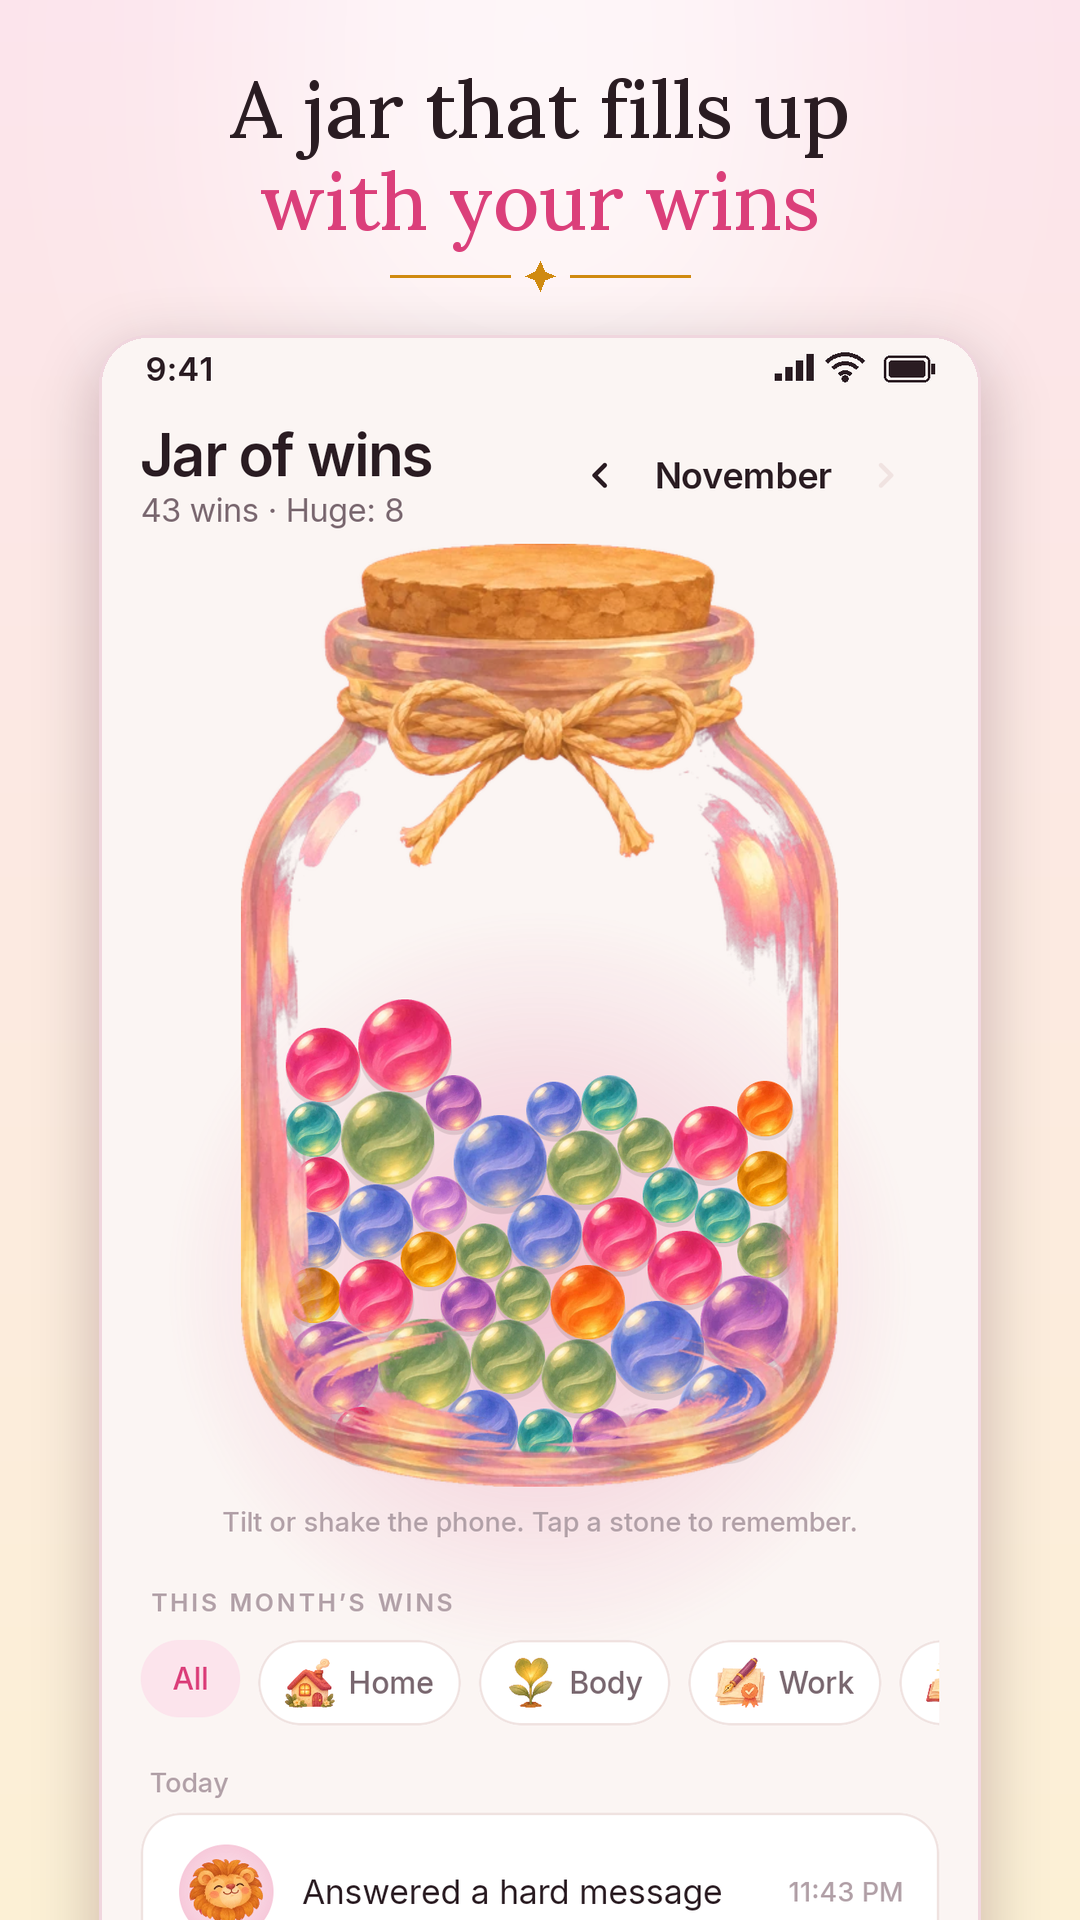 A jar that fills up
with your wins
9:41
Jar of wins
November
43 wins · Huge: 8
Tilt or shake the phone. Tap a stone to remember.
THIS MONTH’S WINS
All
Home
Body
Work
Today
Answered a hard message
11:43 PM